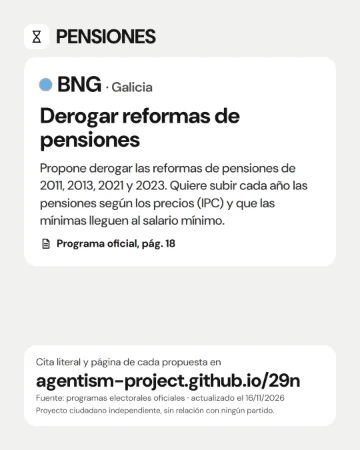 PENSIONES
BNG · Galicia
Derogar reformas de
pensiones
Propone derogar las reformas de pensiones de
2011, 2013, 2021 y 2023. Quiere subir cada año las
pensiones según los precios (IPC) y que las
mínimas lleguen al salario mínimo.
Programa oficial, pág. 18
Cita literal y página de cada propuesta en
agentism-project.github.io/29n
Fuente: programas electorales oficiales · actualizado el 16/11/2026
Proyecto ciudadano independiente, sin relación con ningún partido.